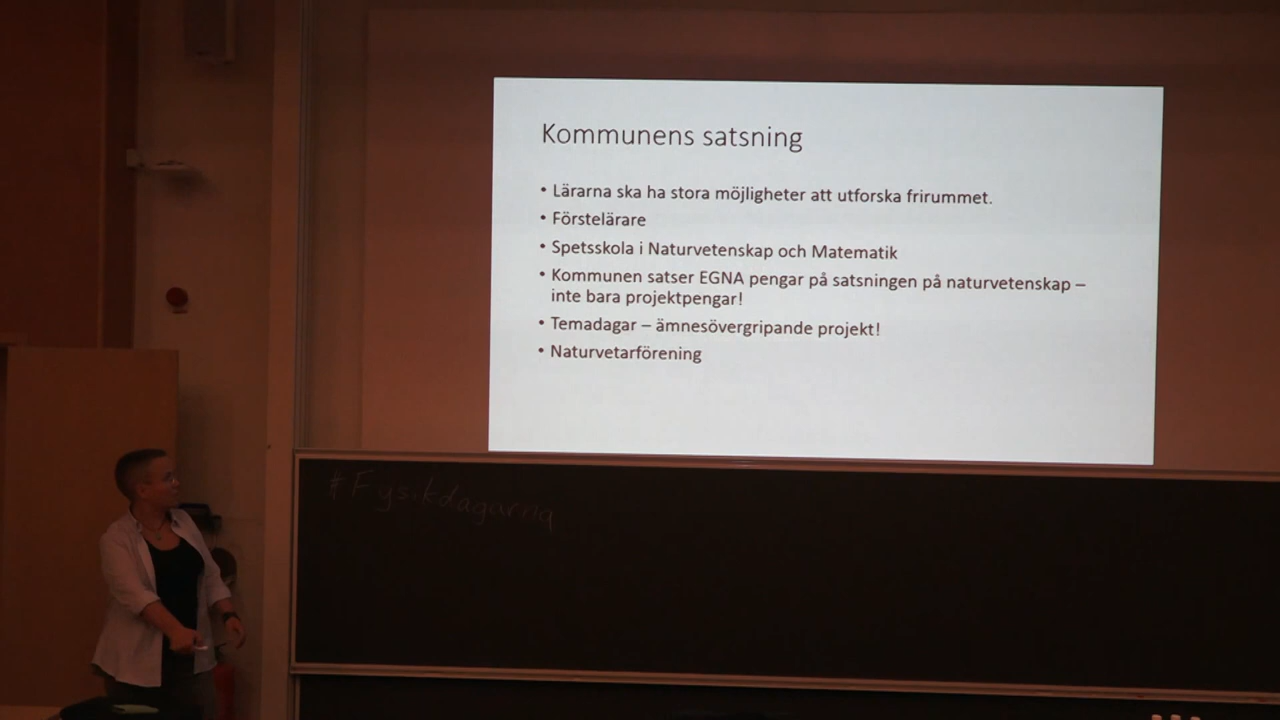 Kommunens satsning
• Lärarna ska ha stora möjligheter att utforska frirummet.
• Förstelärare
• Spetsskola i Naturvetenskap och Matematik
• Kommunen satser EGNA pengar på satsningen på naturvetenskap –
inte bara projektpengar!
• Temadagar – ämnesövergripande projekt!
• Naturvetarförening
#Fysikdagarna